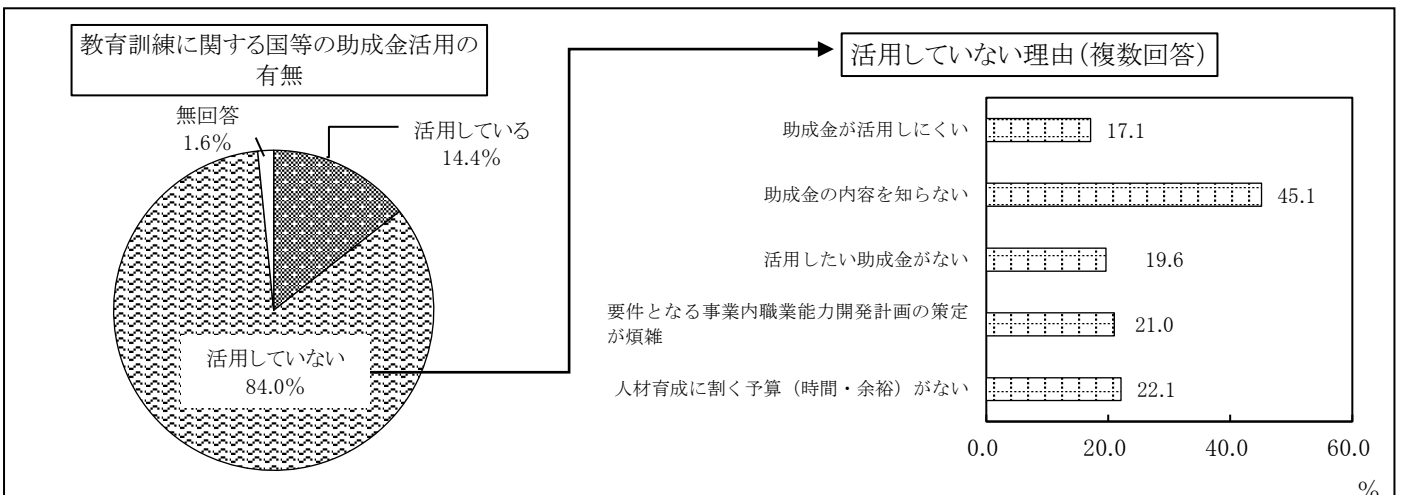 教育訓練に関する国等の助成金活用の
有無
無回答
1.6%
活用している
14.4%
活用していない
84.0%
活用していない理由(複数回答)
助成金が活用しにくい
17.1
助成金の内容を知らない
45.1
活用したい助成金がない
19.6
要件となる事業内職業能力開発計画の策定
が煩雑
21.0
人材育成に割く予算（時間・余裕）がない
22.1
0.0 20.0 40.0 60.0
%